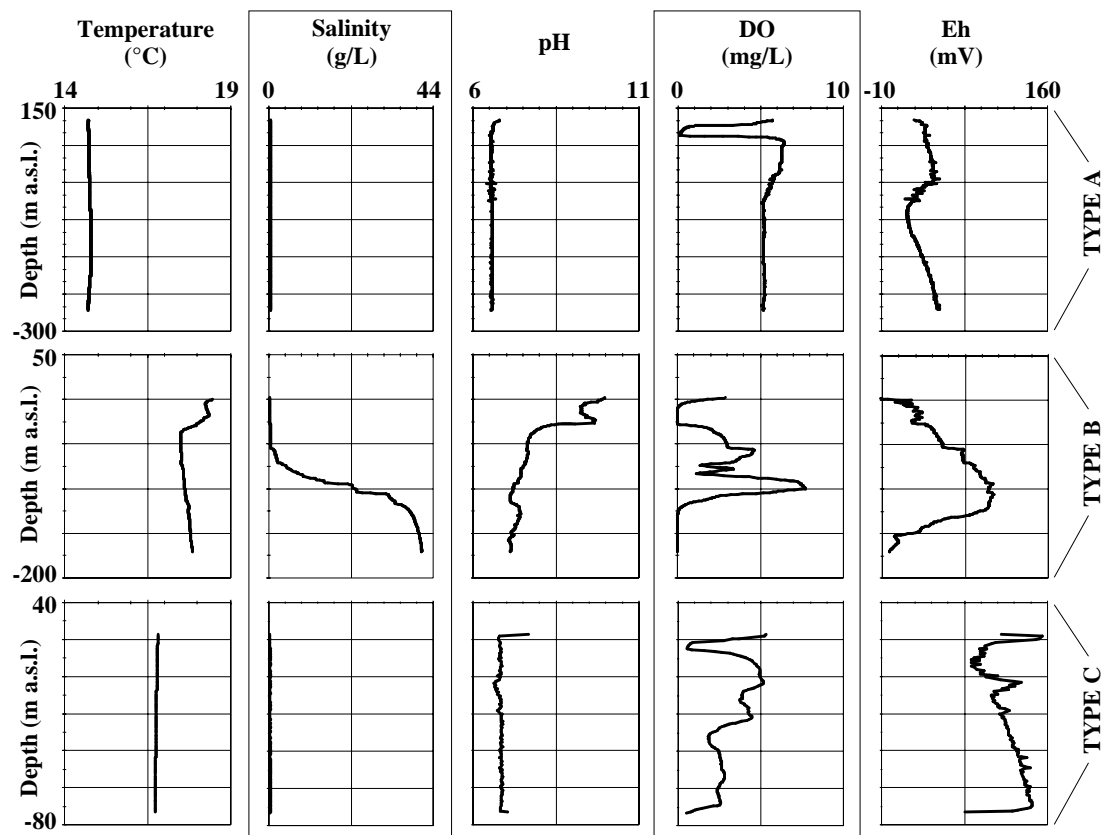 Temperature
(°C)
Salinity
(g/L)
pH
DO
(mg/L)
Eh
(mV)
14 19 0 44 6 11 0 10 -10 160
150
Depth (m a.s.l.)
-300
TYPE A
50
Depth (m a.s.l.)
-200
TYPE B
40
Depth (m a.s.l.)
-80
TYPE C